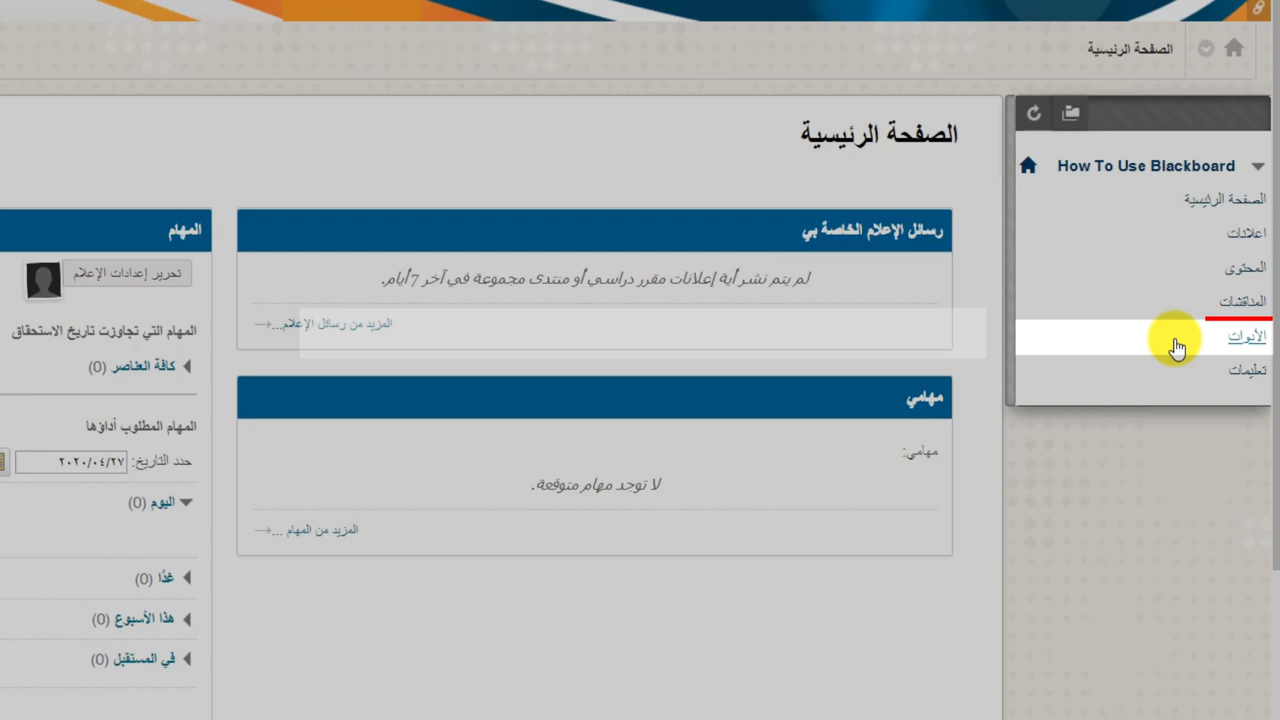 الصفحة الرئيسية
How To Use Blackboard
الصفحة الرئيسية
اعلانات
المحتوى
المناقشات
الأدوات
تعليمات
الصفحة الرئيسية
رسائل الإعلام الخاصة بي
لم يتم نشر أية إعلانات مقرر دراسي أو منتدى مجموعة في آخر 7 أيام.
المزيد من رسائل الإعلام...
مهامي
مهامي:
لا توجد مهام متوقعة.
المزيد من المهام ...
المهام
تحرير إعدادات الإعلام
المهام التي تجاوزت تاريخ الاستحقاق
كافة العناصر (0)
المهام المطلوب أداؤها
حدد التاريخ: ٢٠٢٠/٠٤/٢٧
اليوم (0)
غدًا (0)
هذا الأسبوع (0)
في المستقبل (0)